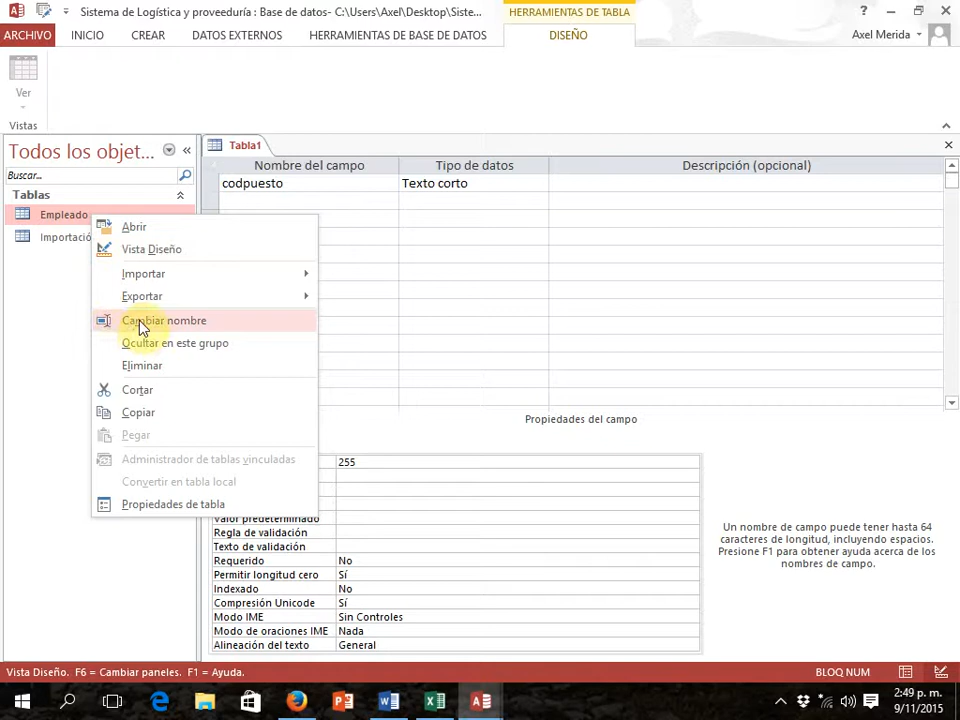 Sistema de Logística y proveeduría : Base de datos- C:\Users\Axel\Desktop\Siste...
HERRAMIENTAS DE TABLA
?
ARCHIVO
INICIO
CREAR
DATOS EXTERNOS
HERRAMIENTAS DE BASE DE DATOS
DISEÑO
Axel Merida
Ver
Vistas
Todos los objet...
Buscar...
Tablas
Empleado
Importació
Abrir
Vista Diseño
Importar
Exportar
Cambiar nombre
Ocultar en este grupo
Eliminar
Cortar
Copiar
Pegar
Administrador de tablas vinculadas
Convertir en tabla local
Propiedades de tabla
Tabla1
Nombre del campo
Tipo de datos
Descripción (opcional)
codpuesto
Texto corto
Propiedades del campo
255
Valor predeterminado
Regla de validación
Texto de validación
Requerido No
Permitir longitud cero Sí
Indexado No
Compresión Unicode Sí
Modo IME Sin Controles
Modo de oraciones IME Nada
Alineación del texto General
Un nombre de campo puede tener hasta 64
caracteres de longitud, incluyendo espacios.
Presione F1 para obtener ayuda acerca de los
nombres de campo.
Vista Diseño. F6 = Cambiar paneles. F1 = Ayuda.
BLOQ NUM
2:49 p. m.
9/11/2015